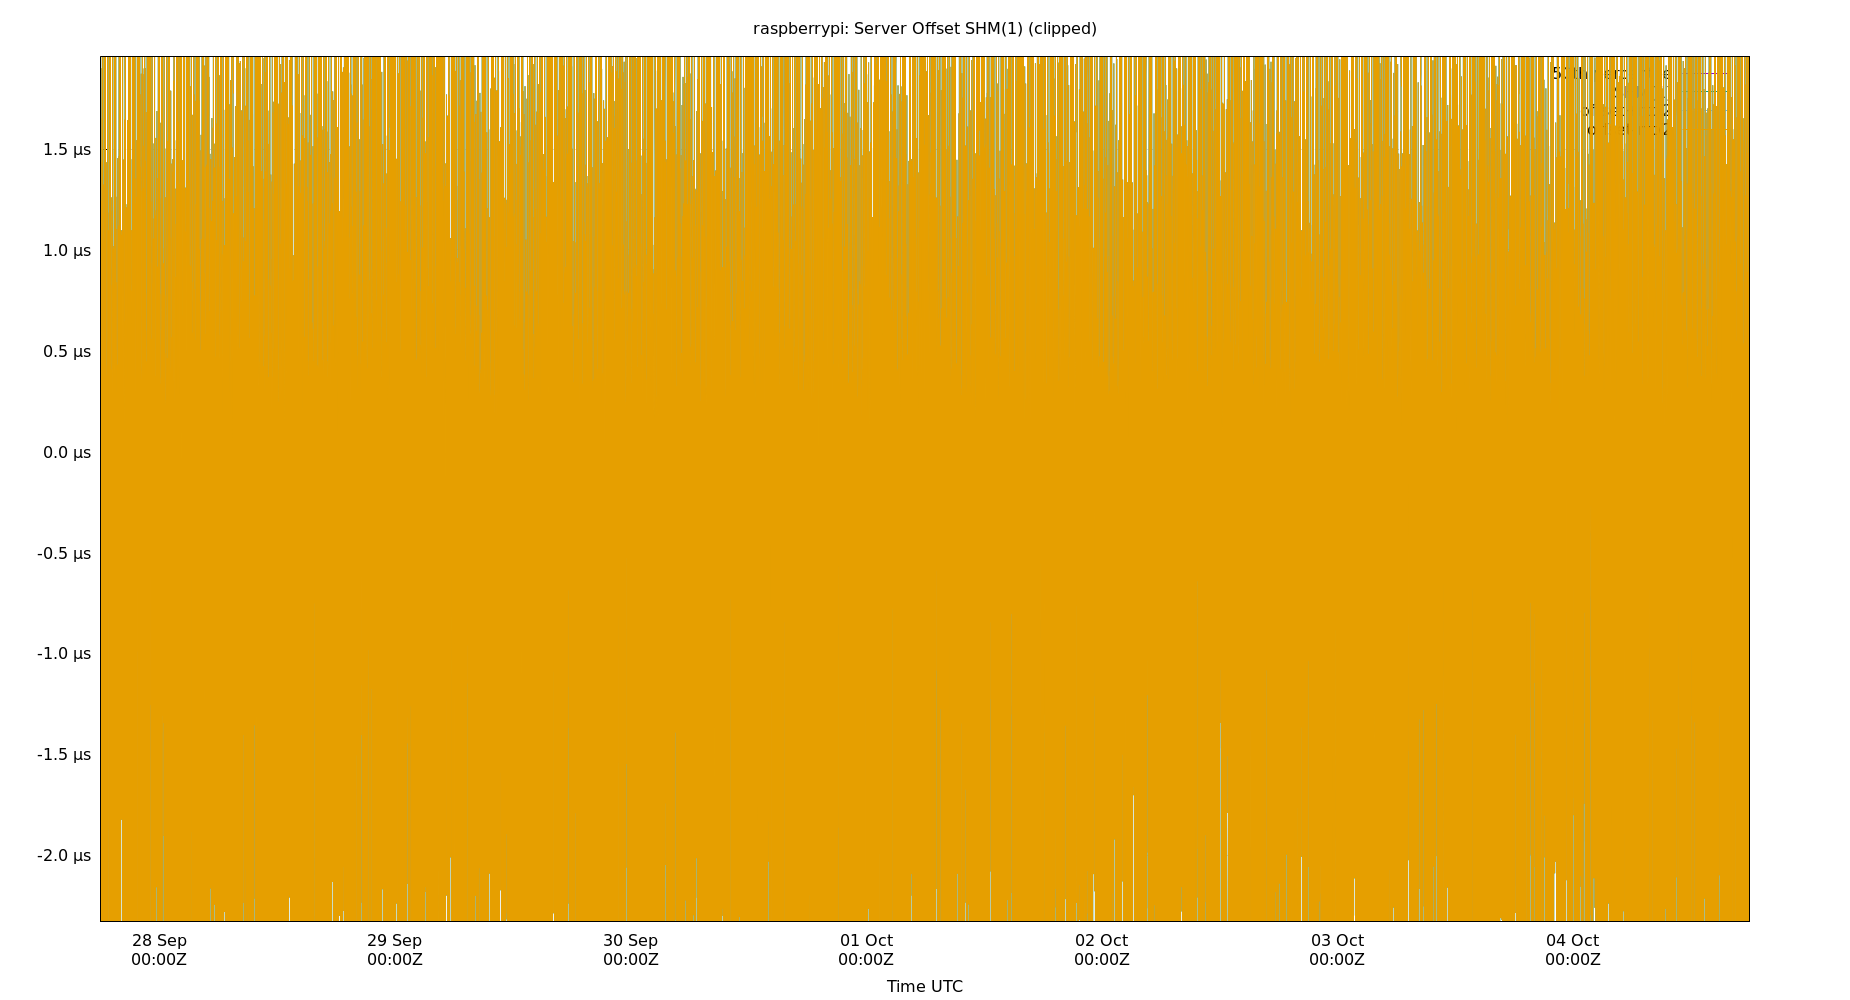 raspberrypi: Server Offset SHM(1) (clipped)
1.5 µs
1.0 µs
0.5 µs
0.0 µs
-0.5 µs
-1.0 µs
-1.5 µs
-2.0 µs
28 Sep
00:00Z
29 Sep
00:00Z
30 Sep
00:00Z
01 Oct
00:00Z
02 Oct
00:00Z
03 Oct
00:00Z
04 Oct
00:00Z
Time UTC